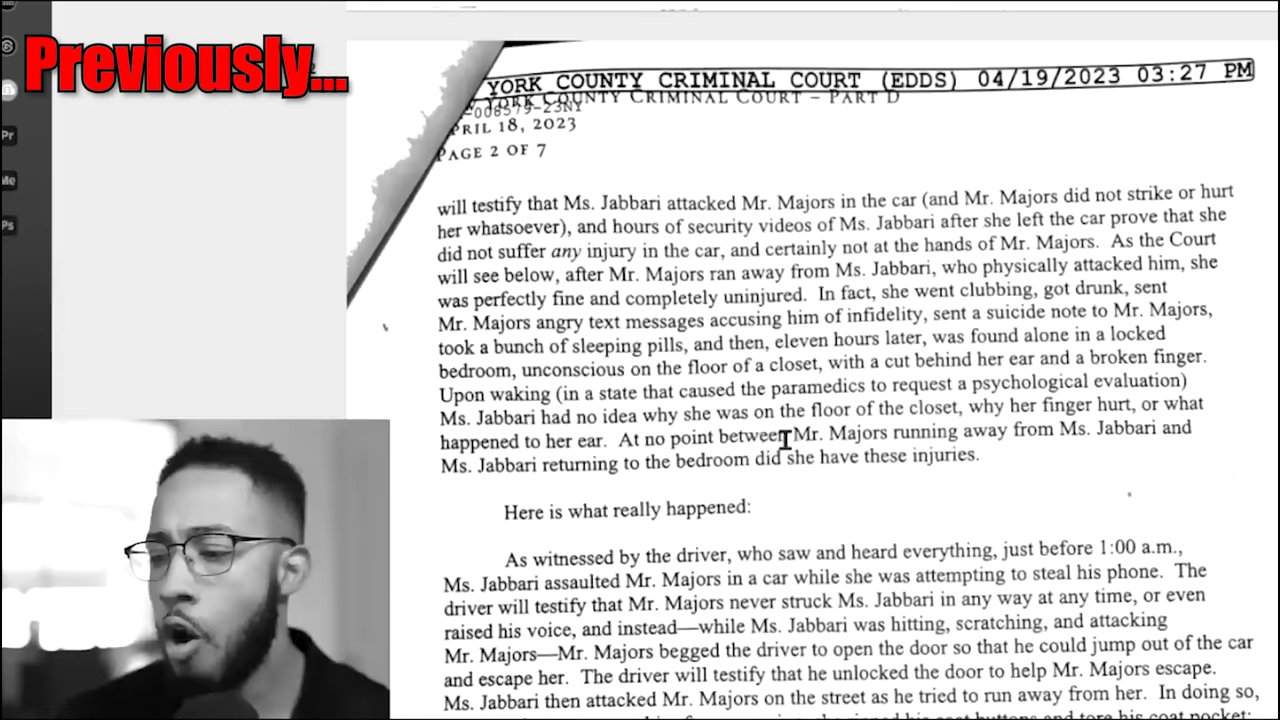 Previously...
YORK COUNTY CRIMINAL COURT (EDDS) 04/19/2023 03:27 PM
YORK COUNTY CRIMINAL COURT – PART D
-008579-23NY
APRIL 18, 2023
PAGE 2 OF 7
will testify that Ms. Jabbari attacked Mr. Majors in the car (and Mr. Majors did not strike or hurt
her whatsoever), and hours of security videos of Ms. Jabbari after she left the car prove that she
did not suffer any injury in the car, and certainly not at the hands of Mr. Majors. As the Court
will see below, after Mr. Majors ran away from Ms. Jabbari, who physically attacked him, she
was perfectly fine and completely uninjured. In fact, she went clubbing, got drunk, sent
Mr. Majors angry text messages accusing him of infidelity, sent a suicide note to Mr. Majors,
took a bunch of sleeping pills, and then, eleven hours later, was found alone in a locked
bedroom, unconscious on the floor of a closet, with a cut behind her ear and a broken finger.
Upon waking (in a state that caused the paramedics to request a psychological evaluation)
Ms. Jabbari had no idea why she was on the floor of the closet, why her finger hurt, or what
happened to her ear. At no point between Mr. Majors running away from Ms. Jabbari and
Ms. Jabbari returning to the bedroom did she have these injuries.
Here is what really happened:
As witnessed by the driver, who saw and heard everything, just before 1:00 a.m.,
Ms. Jabbari assaulted Mr. Majors in a car while she was attempting to steal his phone. The
driver will testify that Mr. Majors never struck Ms. Jabbari in any way at any time, or even
raised his voice, and instead—while Ms. Jabbari was hitting, scratching, and attacking
Mr. Majors—Mr. Majors begged the driver to open the door so that he could jump out of the car
and escape her. The driver will testify that he unlocked the door to help Mr. Majors escape.
Ms. Jabbari then attacked Mr. Majors on the street as he tried to run away from her. In doing so,
coat buttons and tore his coat pocket;
Pr
Me
Ps